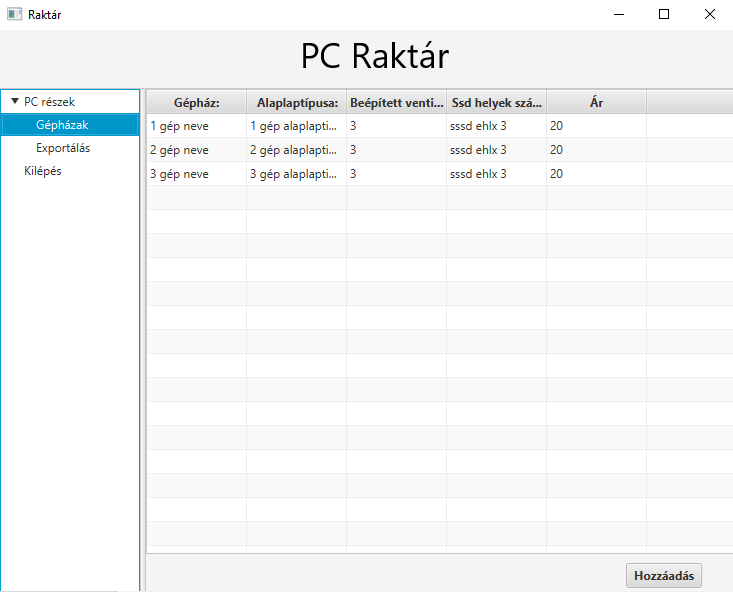 Raktár
PC Raktár
PC részek
Gépházak
Exportálás
Kilépés
Gépház: Alaplaptípusa: Beépített venti... Ssd helyek szá... Ár
1 gép neve 1 gép alaplapti... 3 sssd ehlx 3 20
2 gép neve 2 gép alaplapti... 3 sssd ehlx 3 20
3 gép neve 3 gép alaplapti... 3 sssd ehlx 3 20
Hozzáadás